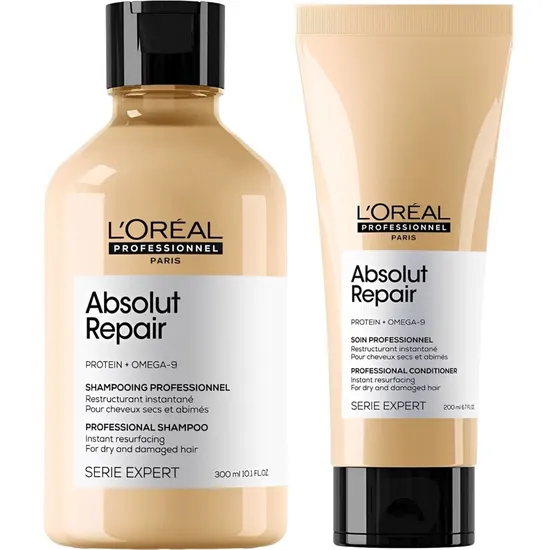 L'ORÉAL
PROFESSIONNEL
PARIS
Absolut
Repair
PROTEIN + OMEGA-9
SHAMPOOING PROFESSIONNEL
Restructurant instantané
Pour cheveux secs et abimés
PROFESSIONAL SHAMPOO
Instant resurfacing
For dry and damaged hair
SERIE EXPERT
300 ml 10.1 FL.OZ.
L'ORÉAL
PROFESSIONNEL
PARIS
Absolut
Repair
PROTEIN + OMEGA-9
SOIN PROFESSIONNEL
Restructurant instantané
Pour cheveux secs et abimés
PROFESSIONAL CONDITIONER
Instant resurfacing
For dry and damaged hair
SERIE EXPERT
200 ml 6.7 FL.OZ.